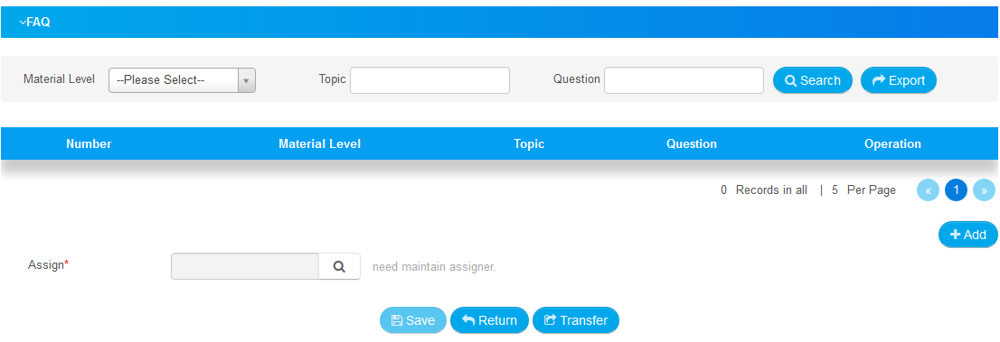 FAQ
Material Level --Please Select-- Topic Question Search Export
Number Material Level Topic Question Operation
0 Records in all | 5 Per Page « 1 »
Add
Assign* need maintain assigner.
Save Return Transfer